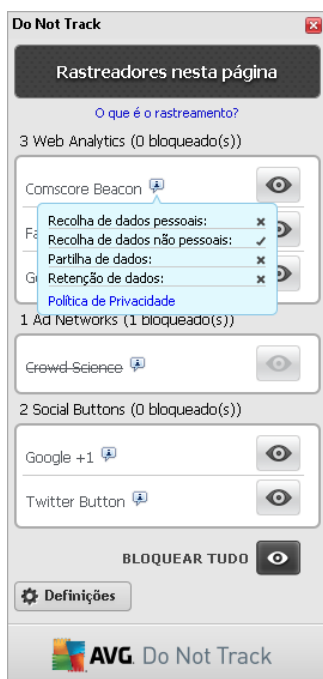 Do Not Track
Rastreadores nesta página
O que é o rastreamento?
3 Web Analytics (0 bloqueado(s))
Comscore Beacon
Recolha de dados pessoais:
Recolha de dados não pessoais:
Partilha de dados:
Retenção de dados:
Política de Privacidade
1 Ad Networks (1 bloqueado(s))
Crowd Science
2 Social Buttons (0 bloqueado(s))
Google +1
Twitter Button
BLOQUEAR TUDO
Definições
AVG. Do Not Track